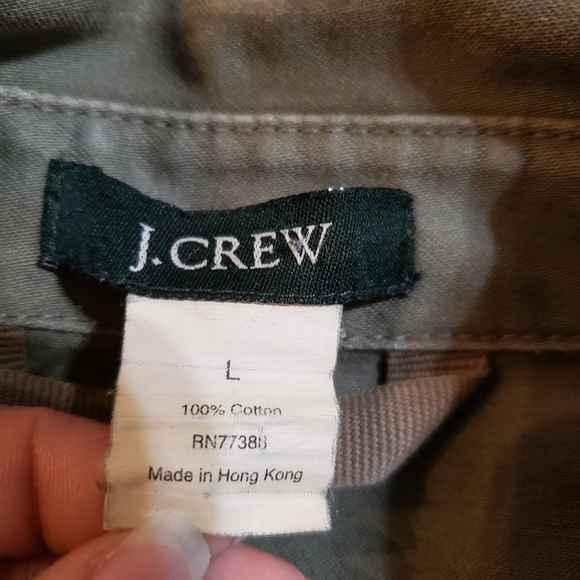 J.CREW
L
100% Cotton
RN77388
Made in Hong Kong